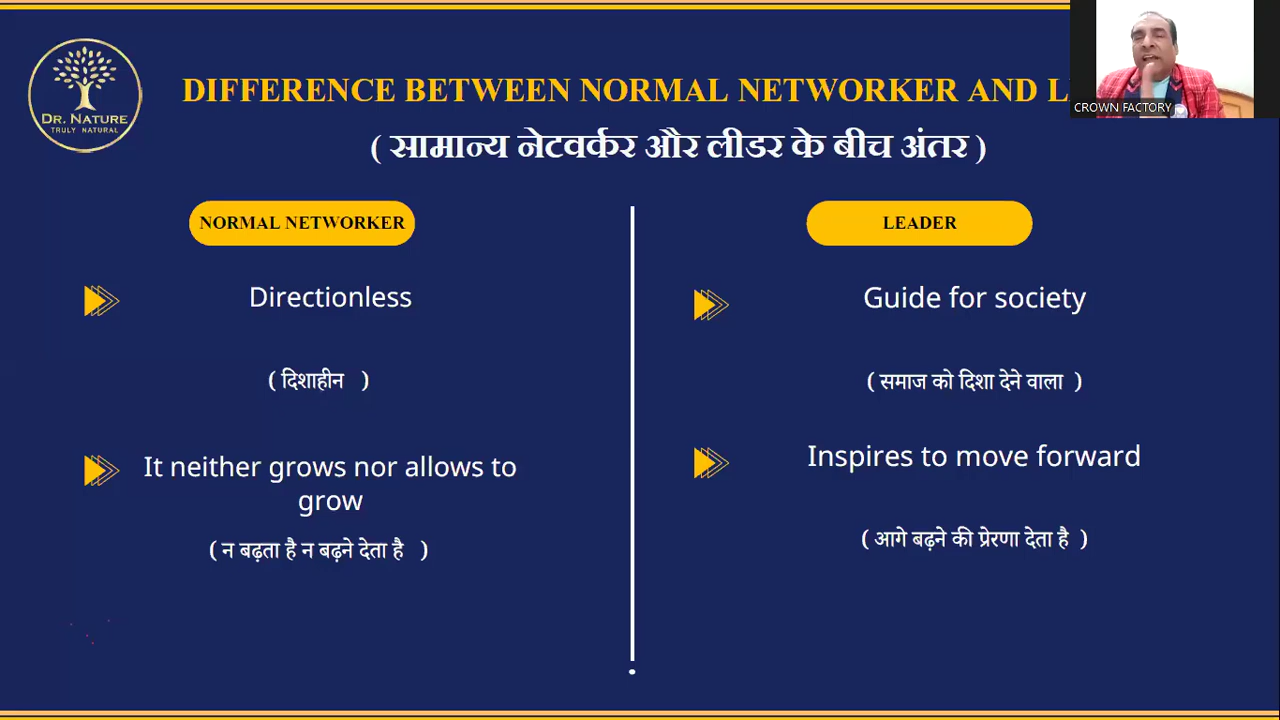 DR. NATURE
TRULY NATURAL
DIFFERENCE BETWEEN NORMAL NETWORKER AND
( सामान्य नेटवर्कर और लीडर के बीच अंतर )
CROWN FACTORY
NORMAL NETWORKER
Directionless
( दिशाहीन )
It neither grows nor allows to
grow
( न बढ़ता है न बढ़ने देता है )
LEADER
Guide for society
( समाज को दिशा देने वाला )
Inspires to move forward
( आगे बढ़ने की प्रेरणा देता है )